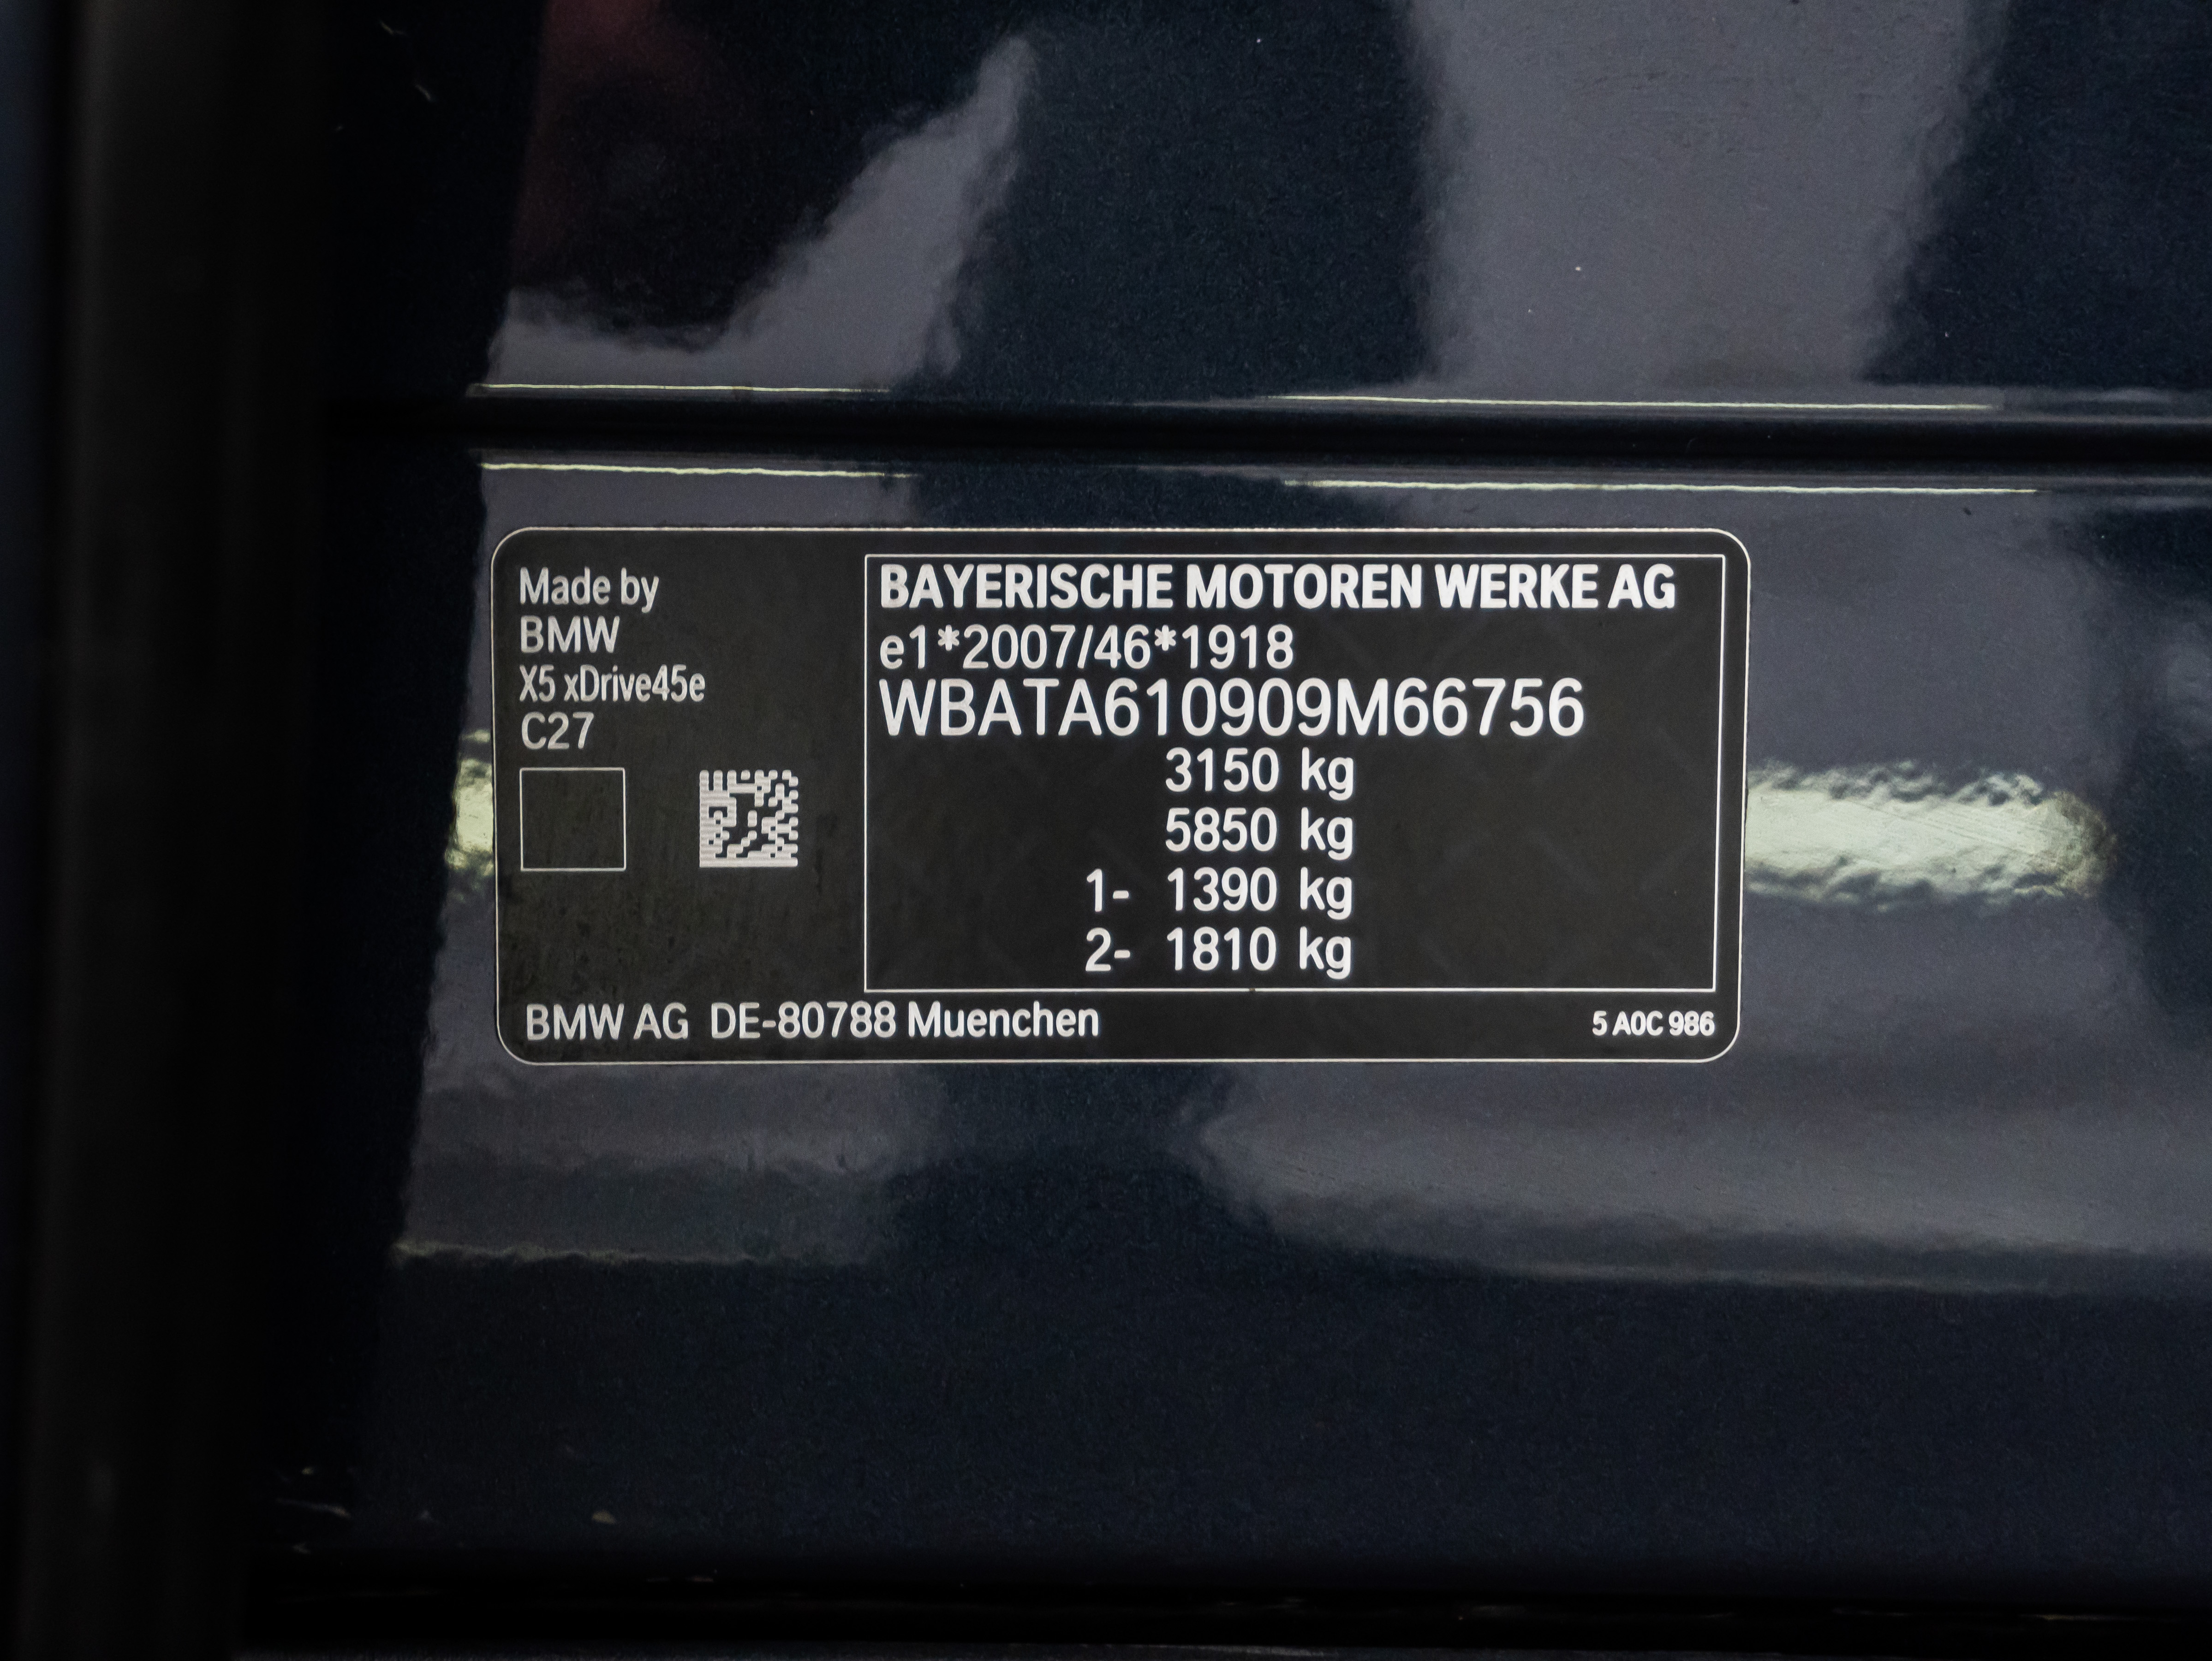 Made by
BMW
X5 xDrive45e
C27
BAYERISCHE MOTOREN WERKE AG
e1*2007/46*1918
WBATA610909M66756
3150 kg
5850 kg
1- 1390 kg
2- 1810 kg
BMW AG DE-80788 Muenchen
5 A0C 986